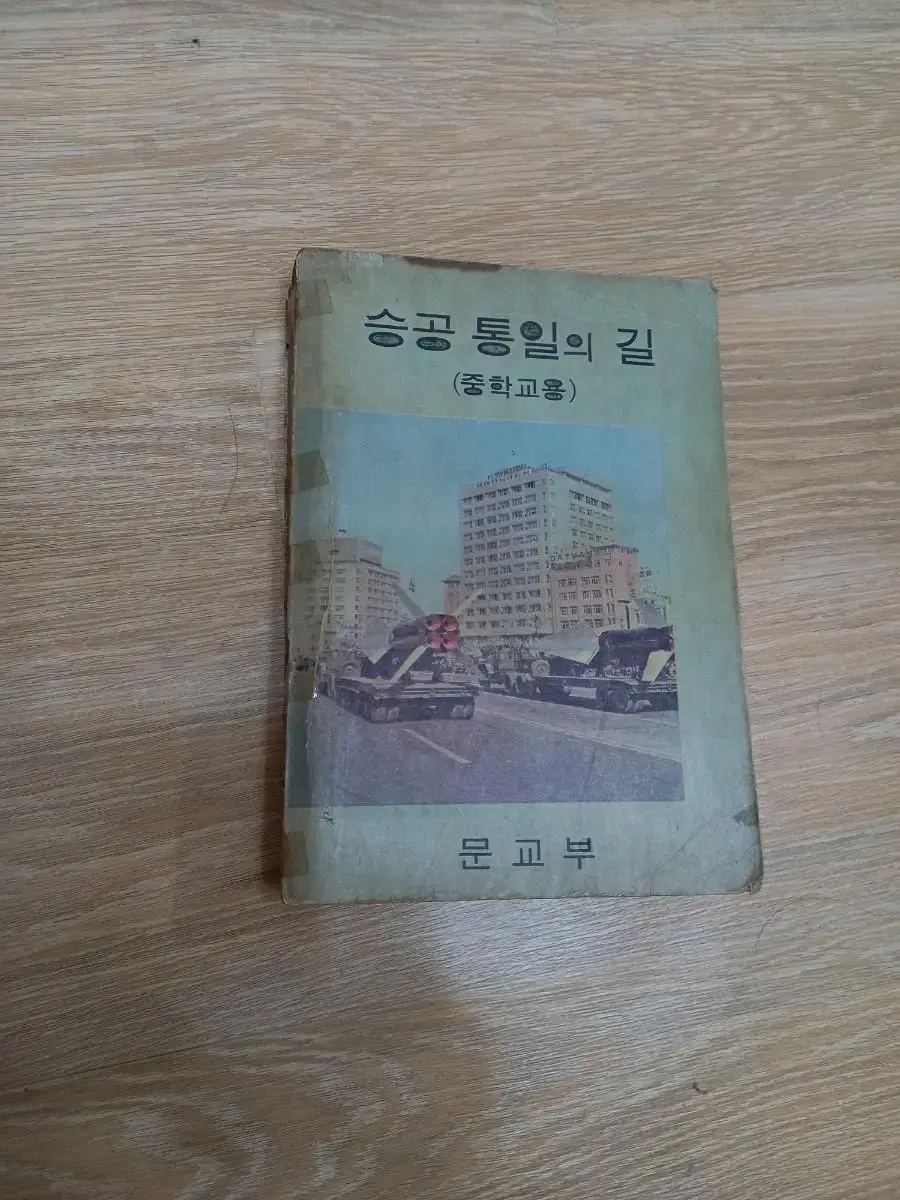 승공 통일의 길
(중학교용)
문교부